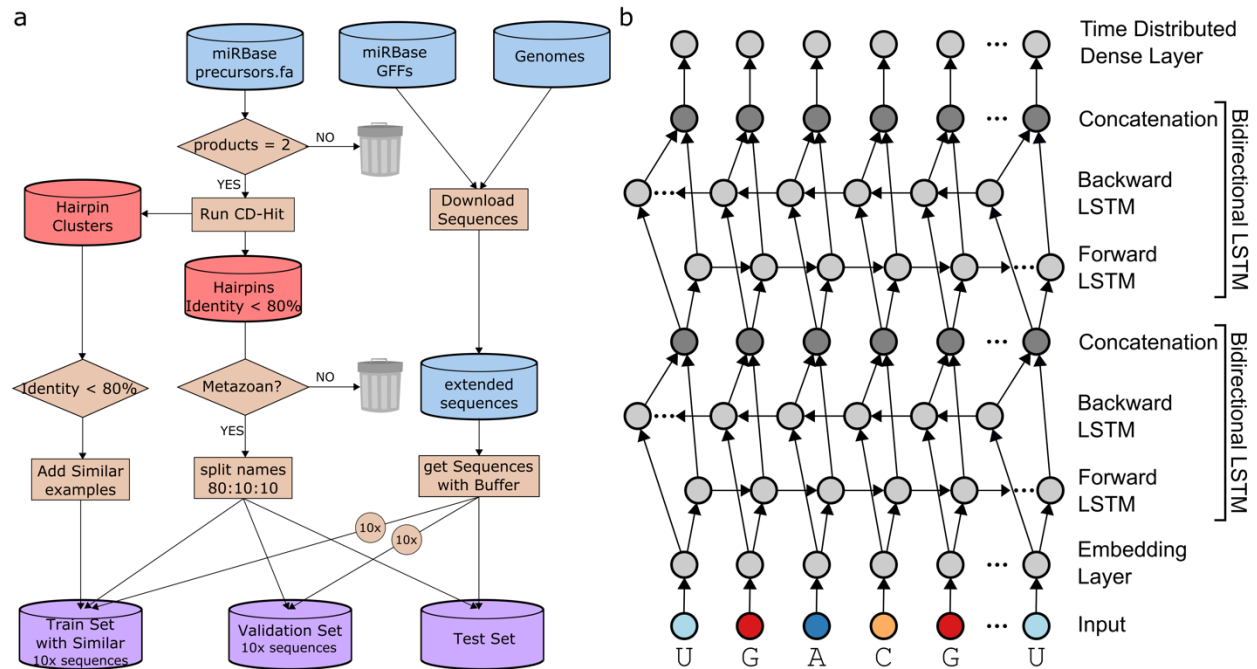 a
miRBase
precursors.fa
miRBase
GFFs
Genomes
products = 2
NO
YES
Hairpin
Clusters
Run CD-Hit
Download
Sequences
Hairpins
Identity < 80%
Identity < 80%
Metazoan?
NO
extended
sequences
YES
Add Similar
examples
split names
80:10:10
get Sequences
with Buffer
10x
10x
Train Set
with Similar
10x sequences
Validation Set
10x sequences
Test Set
b
Time Distributed
Dense Layer
Concatenation
Backward
LSTM
Forward
LSTM
Bidirectional LSTM
Concatenation
Backward
LSTM
Forward
LSTM
Bidirectional LSTM
Embedding
Layer
Input
U G A C G U